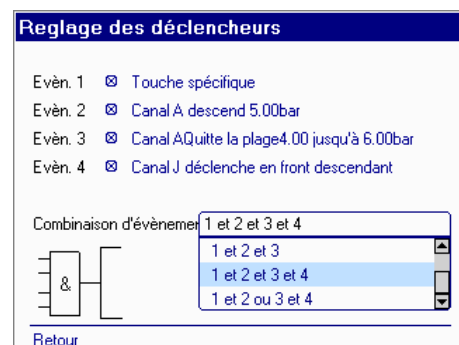 Reglage des déclencheurs
Evèn. 1 Touche spécifique
Evèn. 2 Canal A descend 5.00bar
Evèn. 3 Canal AQuitte la plage4.00 jusqu'à 6.00bar
Evèn. 4 Canal J déclenche en front descendant
Combinaison d'évènemer 1 et 2 et 3 et 4
1 et 2 et 3
1 et 2 et 3 et 4
& 1 et 2 ou 3 et 4
Retour